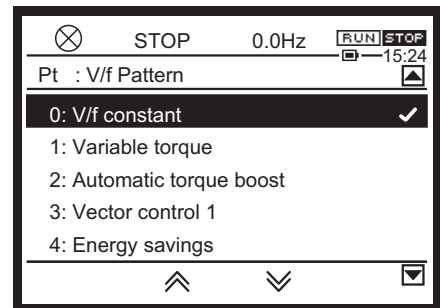 STOP 0.0Hz RUN STOP
15:24
Pt : V/f Pattern
0: V/f constant
1: Variable torque
2: Automatic torque boost
3: Vector control 1
4: Energy savings